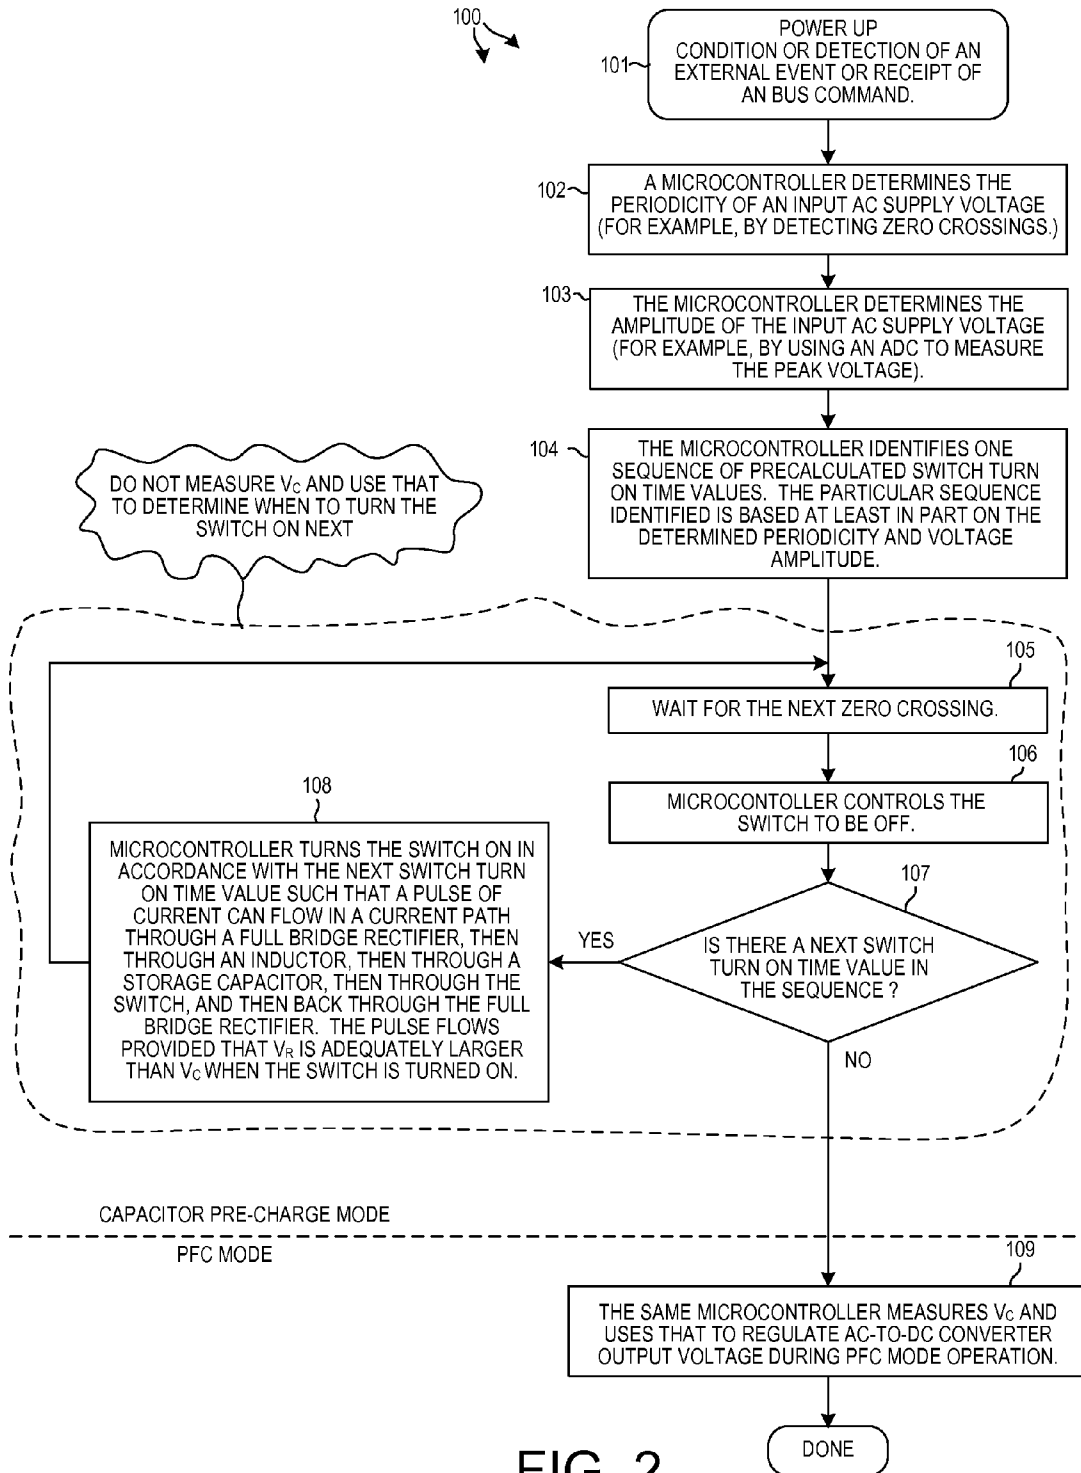 100
101
POWER UP
CONDITION OR DETECTION OF AN
EXTERNAL EVENT OR RECEIPT OF
AN BUS COMMAND.
102
A MICROCONTROLLER DETERMINES THE
PERIODICITY OF AN INPUT AC SUPPLY VOLTAGE
(FOR EXAMPLE, BY DETECTING ZERO CROSSINGS.)
103
THE MICROCONTROLLER DETERMINES THE
AMPLITUDE OF THE INPUT AC SUPPLY VOLTAGE
(FOR EXAMPLE, BY USING AN ADC TO MEASURE
THE PEAK VOLTAGE).
104
THE MICROCONTROLLER IDENTIFIES ONE
SEQUENCE OF PRECALCULATED SWITCH TURN
ON TIME VALUES. THE PARTICULAR SEQUENCE
IDENTIFIED IS BASED AT LEAST IN PART ON THE
DETERMINED PERIODICITY AND VOLTAGE
AMPLITUDE.
DO NOT MEASURE VC AND USE THAT
TO DETERMINE WHEN TO TURN THE
SWITCH ON NEXT
105
WAIT FOR THE NEXT ZERO CROSSING.
106
MICROCONTOLLER CONTROLS THE
SWITCH TO BE OFF.
107
IS THERE A NEXT SWITCH
TURN ON TIME VALUE IN
THE SEQUENCE ?
YES
NO
108
MICROCONTROLLER TURNS THE SWITCH ON IN
ACCORDANCE WITH THE NEXT SWITCH TURN
ON TIME VALUE SUCH THAT A PULSE OF
CURRENT CAN FLOW IN A CURRENT PATH
THROUGH A FULL BRIDGE RECTIFIER, THEN
THROUGH AN INDUCTOR, THEN THROUGH A
STORAGE CAPACITOR, THEN THROUGH THE
SWITCH, AND THEN BACK THROUGH THE FULL
BRIDGE RECTIFIER. THE PULSE FLOWS
PROVIDED THAT VR IS ADEQUATELY LARGER
THAN VC WHEN THE SWITCH IS TURNED ON.
CAPACITOR PRE-CHARGE MODE
PFC MODE
109
THE SAME MICROCONTROLLER MEASURES VC AND
USES THAT TO REGULATE AC-TO-DC CONVERTER
OUTPUT VOLTAGE DURING PFC MODE OPERATION.
DONE
FIG. 2